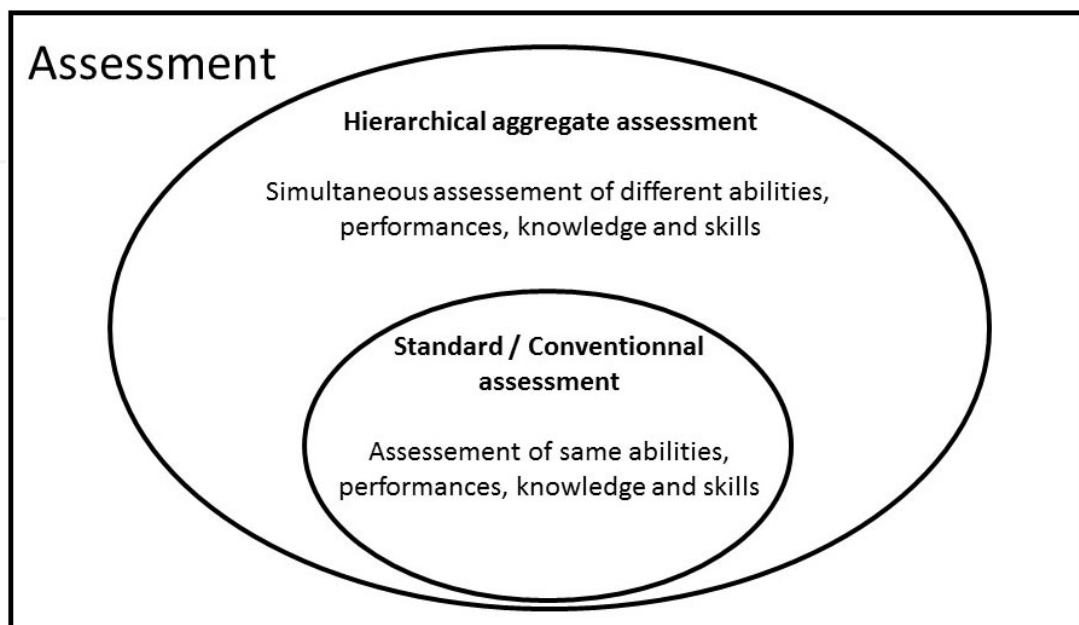 Assessment
Hierarchical aggregate assessment
Simultaneous assessement of different abilities,
performances, knowledge and skills
Standard / Conventionnal
assessment
Assessement of same abilities,
performances, knowledge and skills